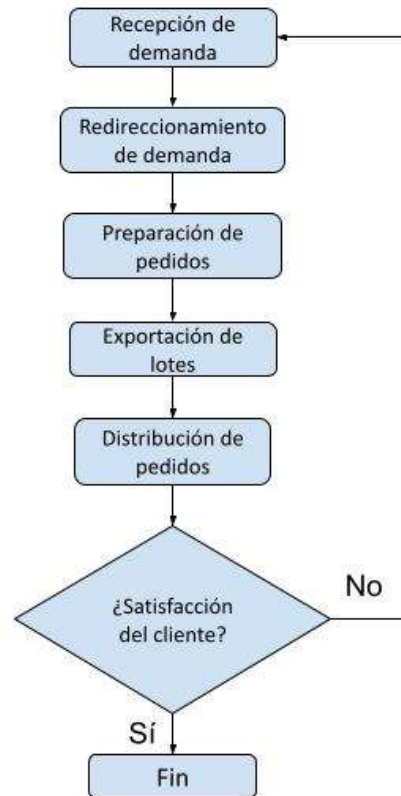 Recepción de
demanda
Redireccionamiento
de demanda
Preparación de
pedidos
Exportación de
lotes
Distribución de
pedidos
¿Satisfacción
del cliente?
No
Sí
Fin